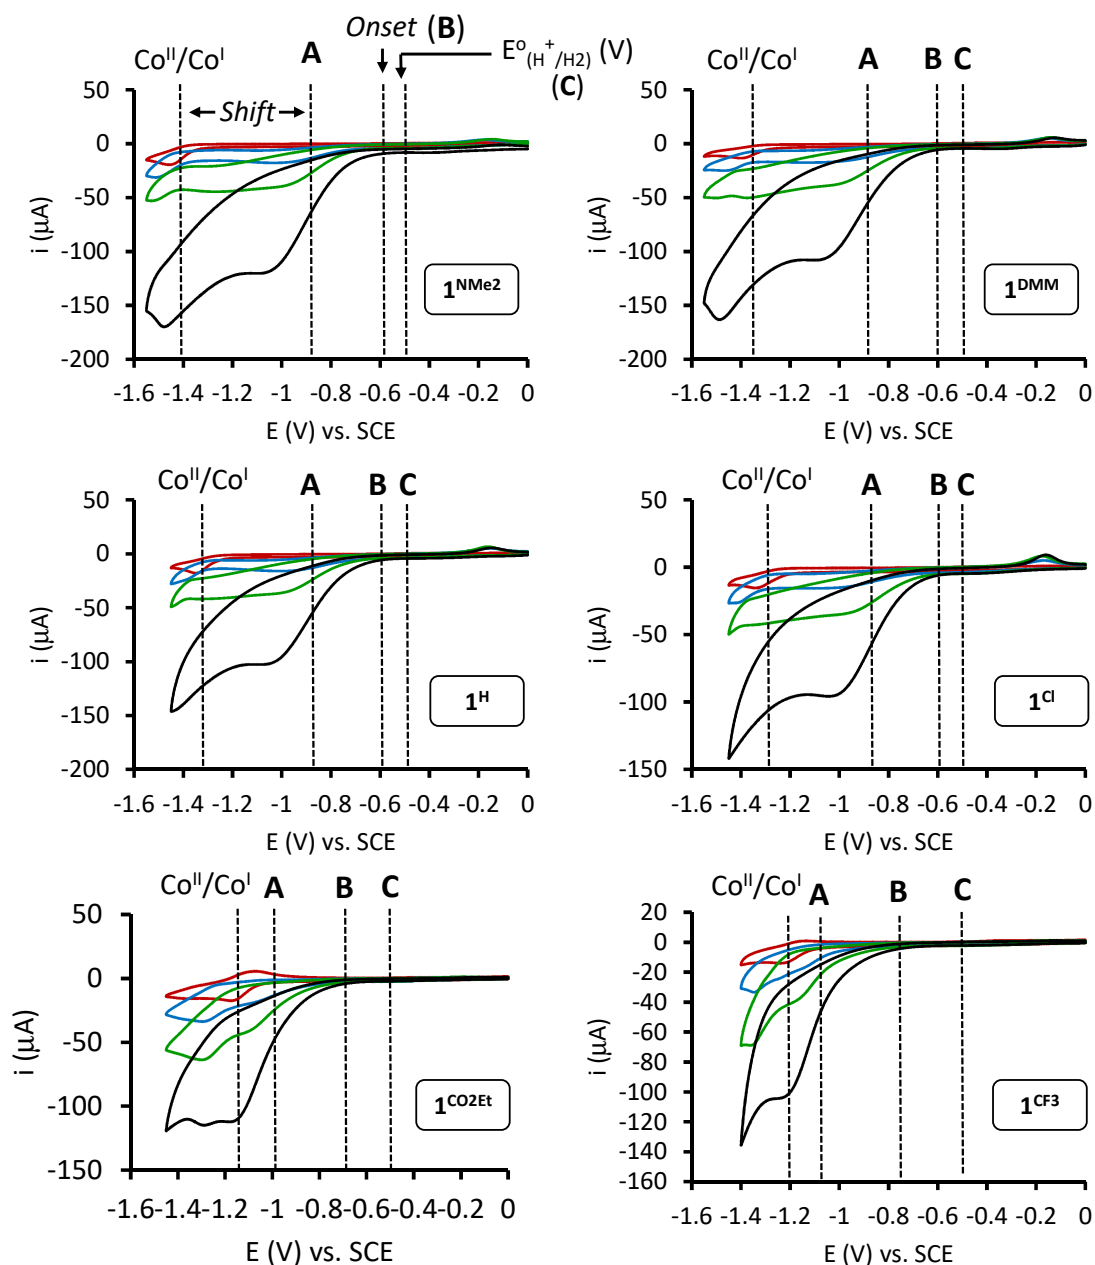 Onset (B)
Co^II/Co^I
A
E°(H+/H2) (V)
(C)
Shift
50
0
-50
-100
-150
-200
i (µA)
1^NMe2
-1.6 -1.4 -1.2 -1 -0.8 -0.6 -0.4 -0.2 0
E (V) vs. SCE
Co^II/Co^I
A B C
50
0
-50
-100
-150
-200
i (µA)
1^DMM
-1.6 -1.4 -1.2 -1 -0.8 -0.6 -0.4 -0.2 0
E (V) vs. SCE
Co^II/Co^I
A B C
50
0
-50
-100
-150
-200
i (µA)
1^H
-1.6 -1.4 -1.2 -1 -0.8 -0.6 -0.4 -0.2 0
E (V) vs. SCE
Co^II/Co^I
A B C
50
0
-50
-100
-150
i (µA)
1^Cl
-1.6 -1.4 -1.2 -1 -0.8 -0.6 -0.4 -0.2 0
E (V) vs. SCE
Co^II/Co^I
A B C
50
0
-50
-100
-150
i (µA)
1^CO2Et
-1.6 -1.4 -1.2 -1 -0.8 -0.6 -0.4 -0.2 0
E (V) vs. SCE
Co^II/Co^I
A B C
20
0
-20
-40
-60
-80
-100
-120
-140
-160
i (µA)
1^CF3
-1.6 -1.4 -1.2 -1 -0.8 -0.6 -0.4 -0.2 0
E (V) vs. SCE